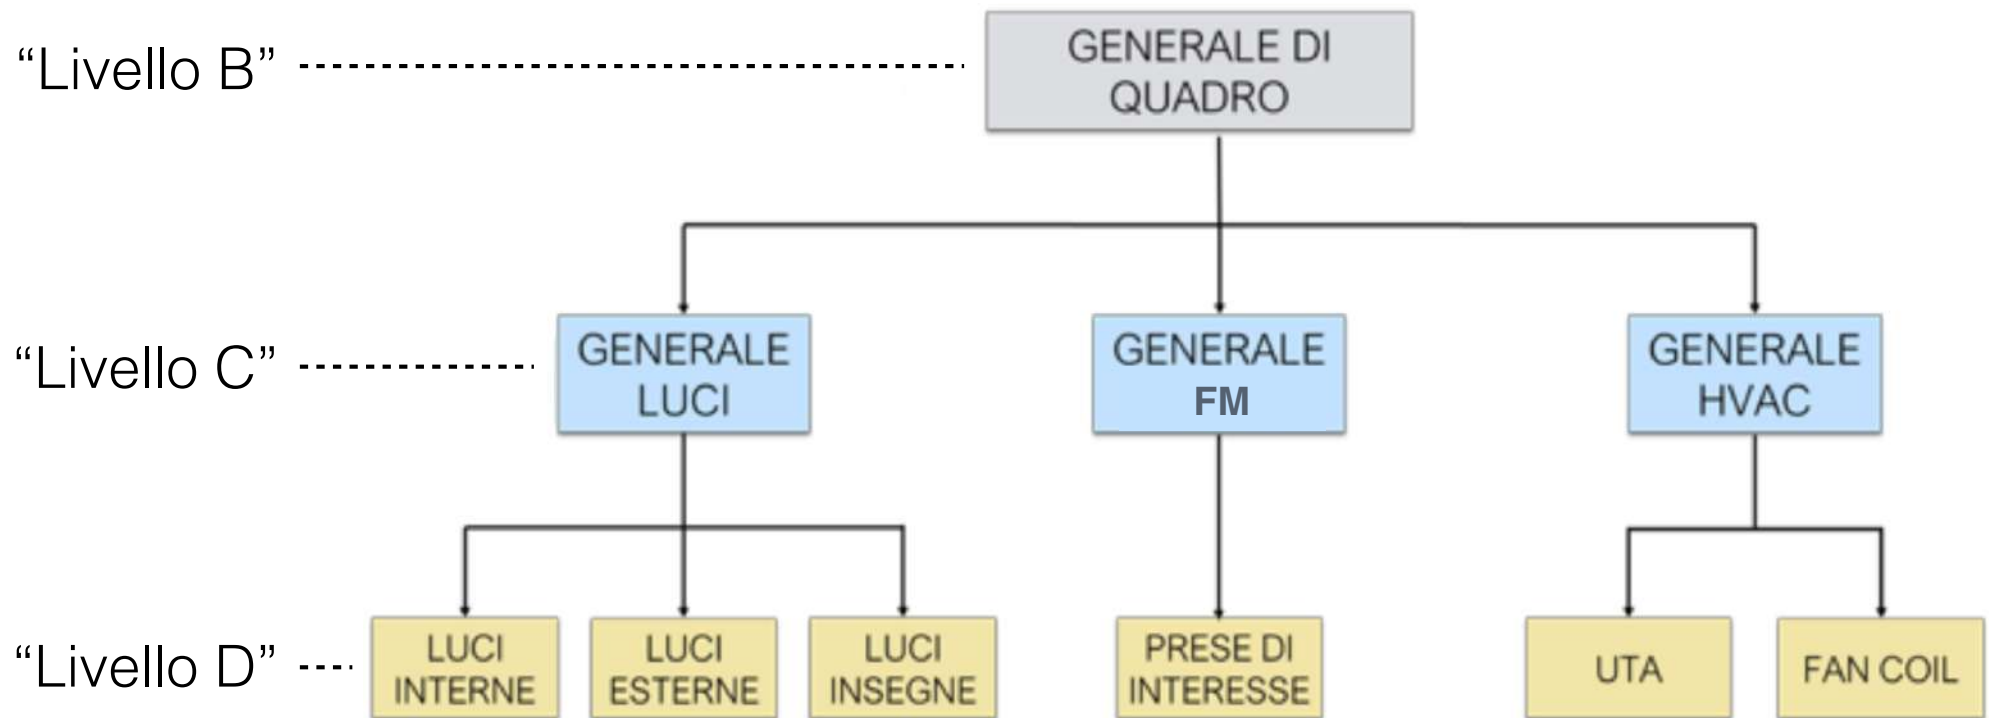 “Livello B”
GENERALE DI
QUADRO
“Livello C”
GENERALE
LUCI
GENERALE
FM
GENERALE
HVAC
“Livello D”
LUCI
INTERNE
LUCI
ESTERNE
LUCI
INSEGNE
PRESE DI
INTERESSE
UTA
FAN COIL